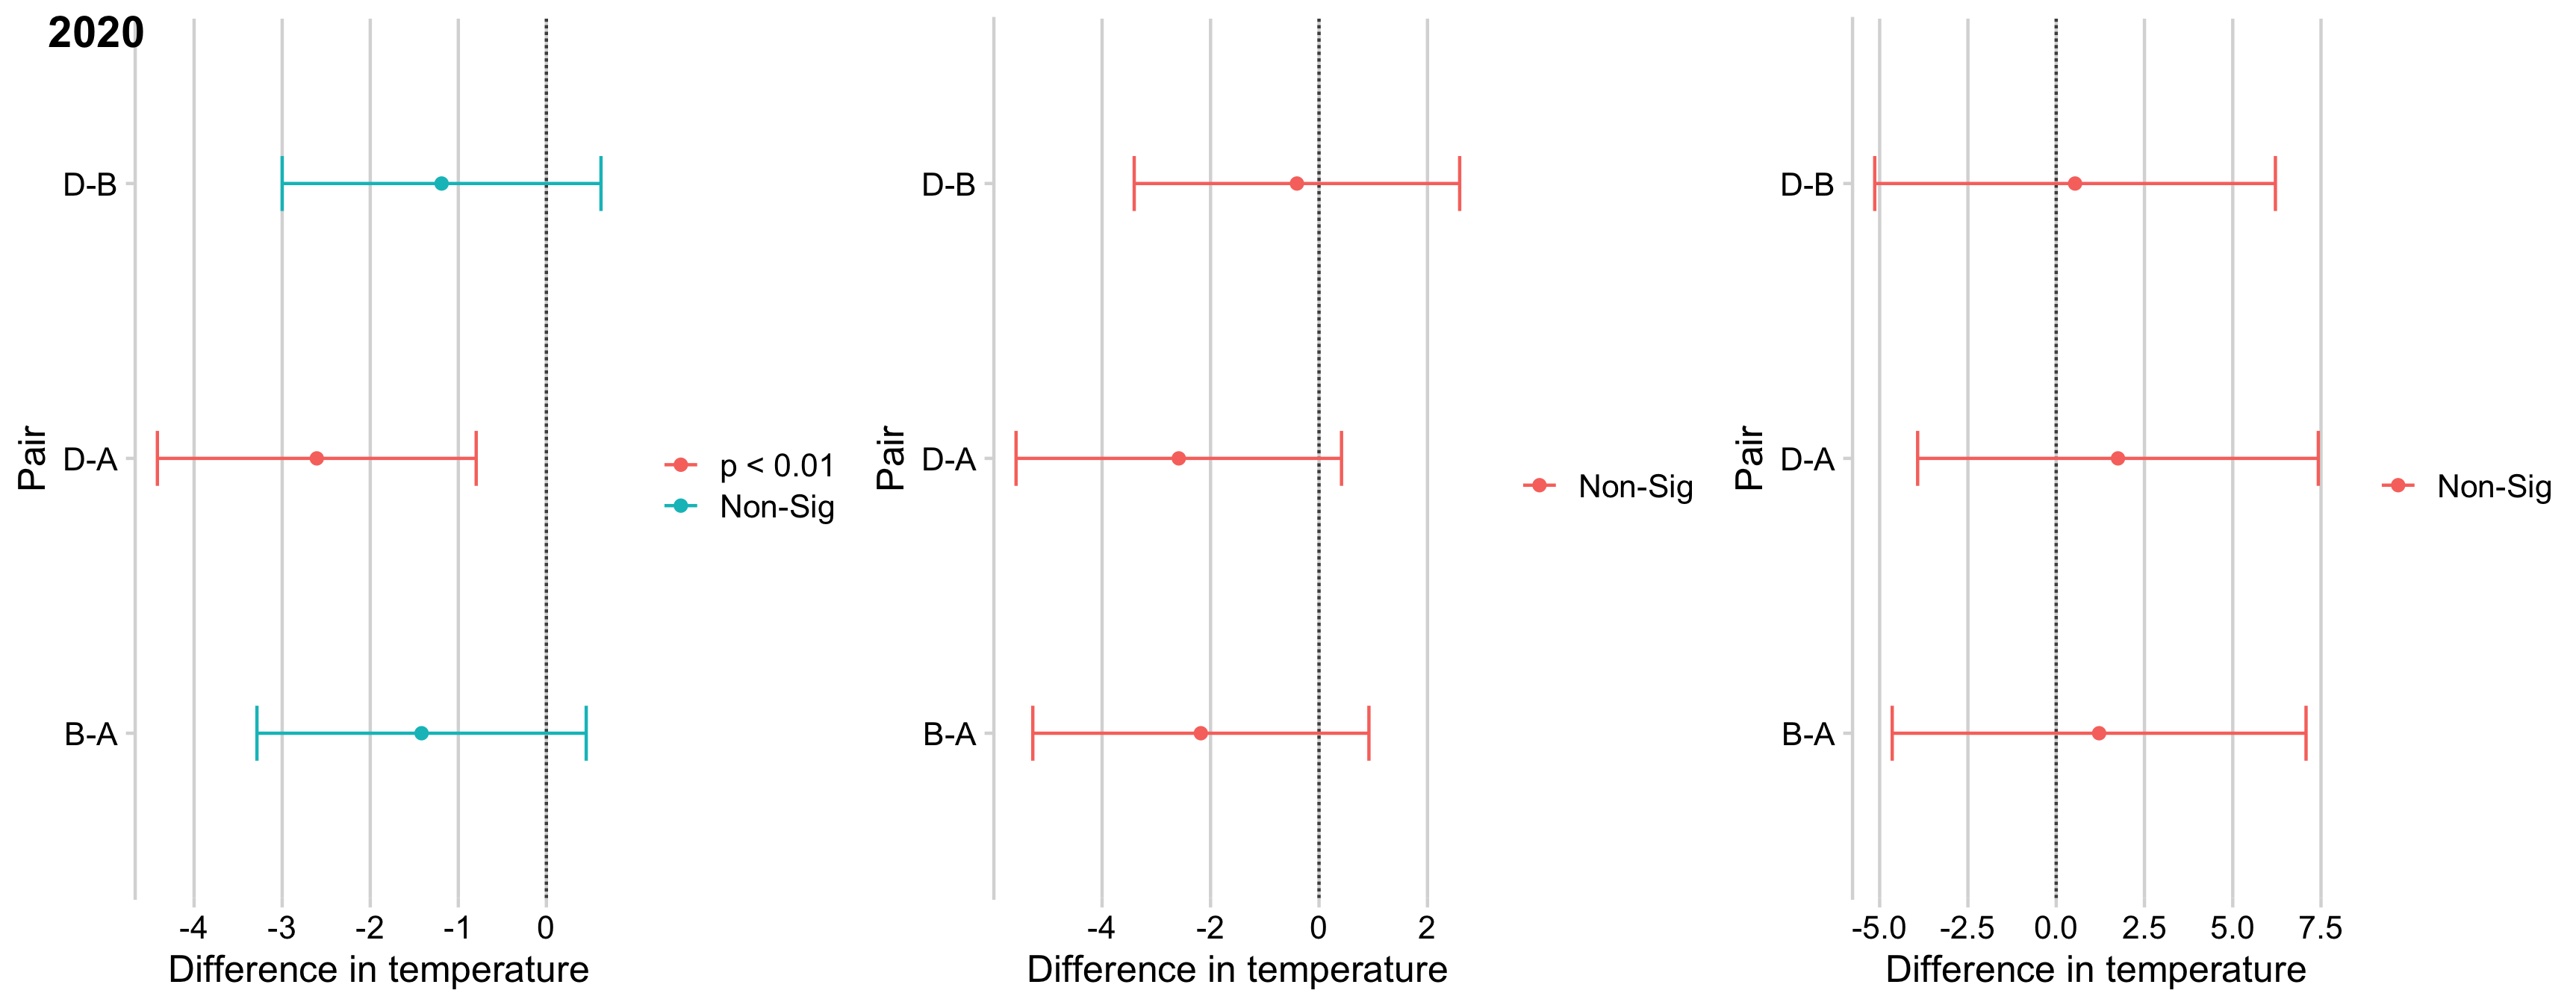 2020
Pair
D-B
D-A
B-A
-4 -3 -2 -1 0
Difference in temperature
p < 0.01
Non-Sig
Pair
D-B
D-A
B-A
-4 -2 0 2
Difference in temperature
Non-Sig
Pair
D-B
D-A
B-A
-5.0 -2.5 0.0 2.5 5.0 7.5
Difference in temperature
Non-Sig